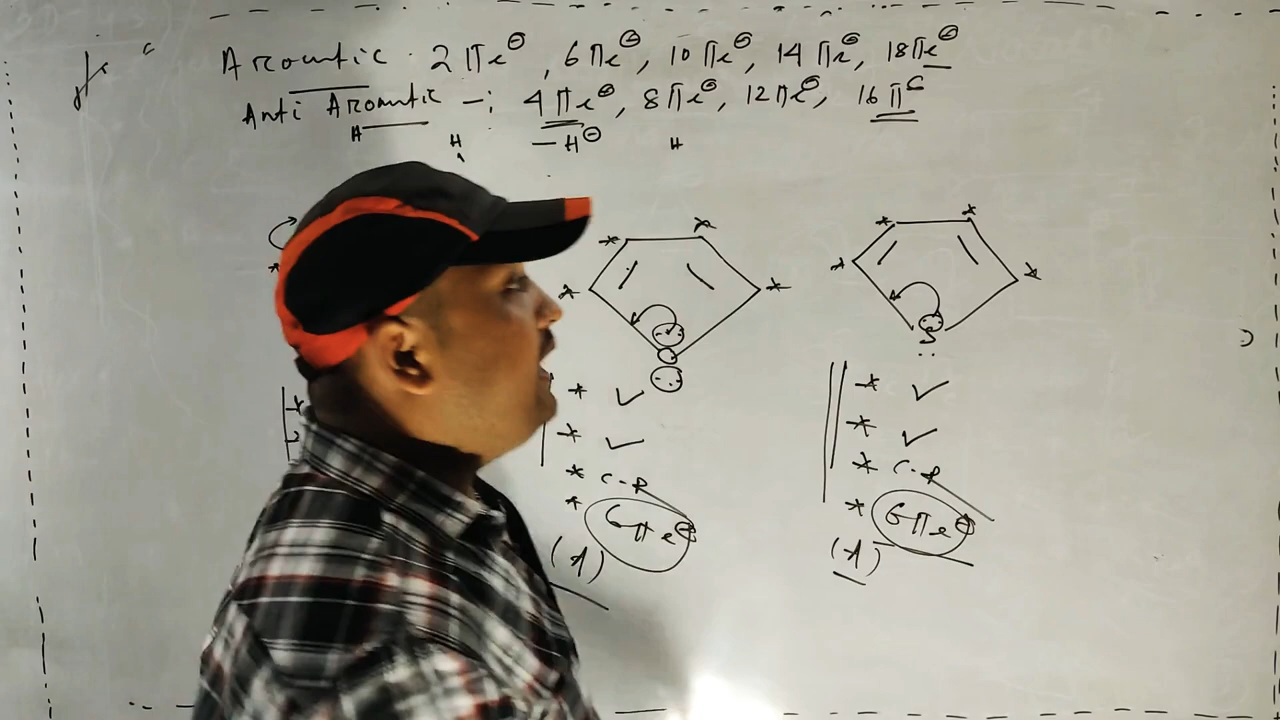 Aromatic. 2πe⊖, 6πe⊖, 10πe⊖, 14πe⊖, 18πe⊖
Anti Aromatic -: 4πe⊖, 8πe⊖, 12πe⊖, 16πe
H H -H⊖ H
S
* ✓ * ✓
* ✓ * ✓
* C-P * C-P
* 6πe⊖ * 6πe⊖
(A) (A)